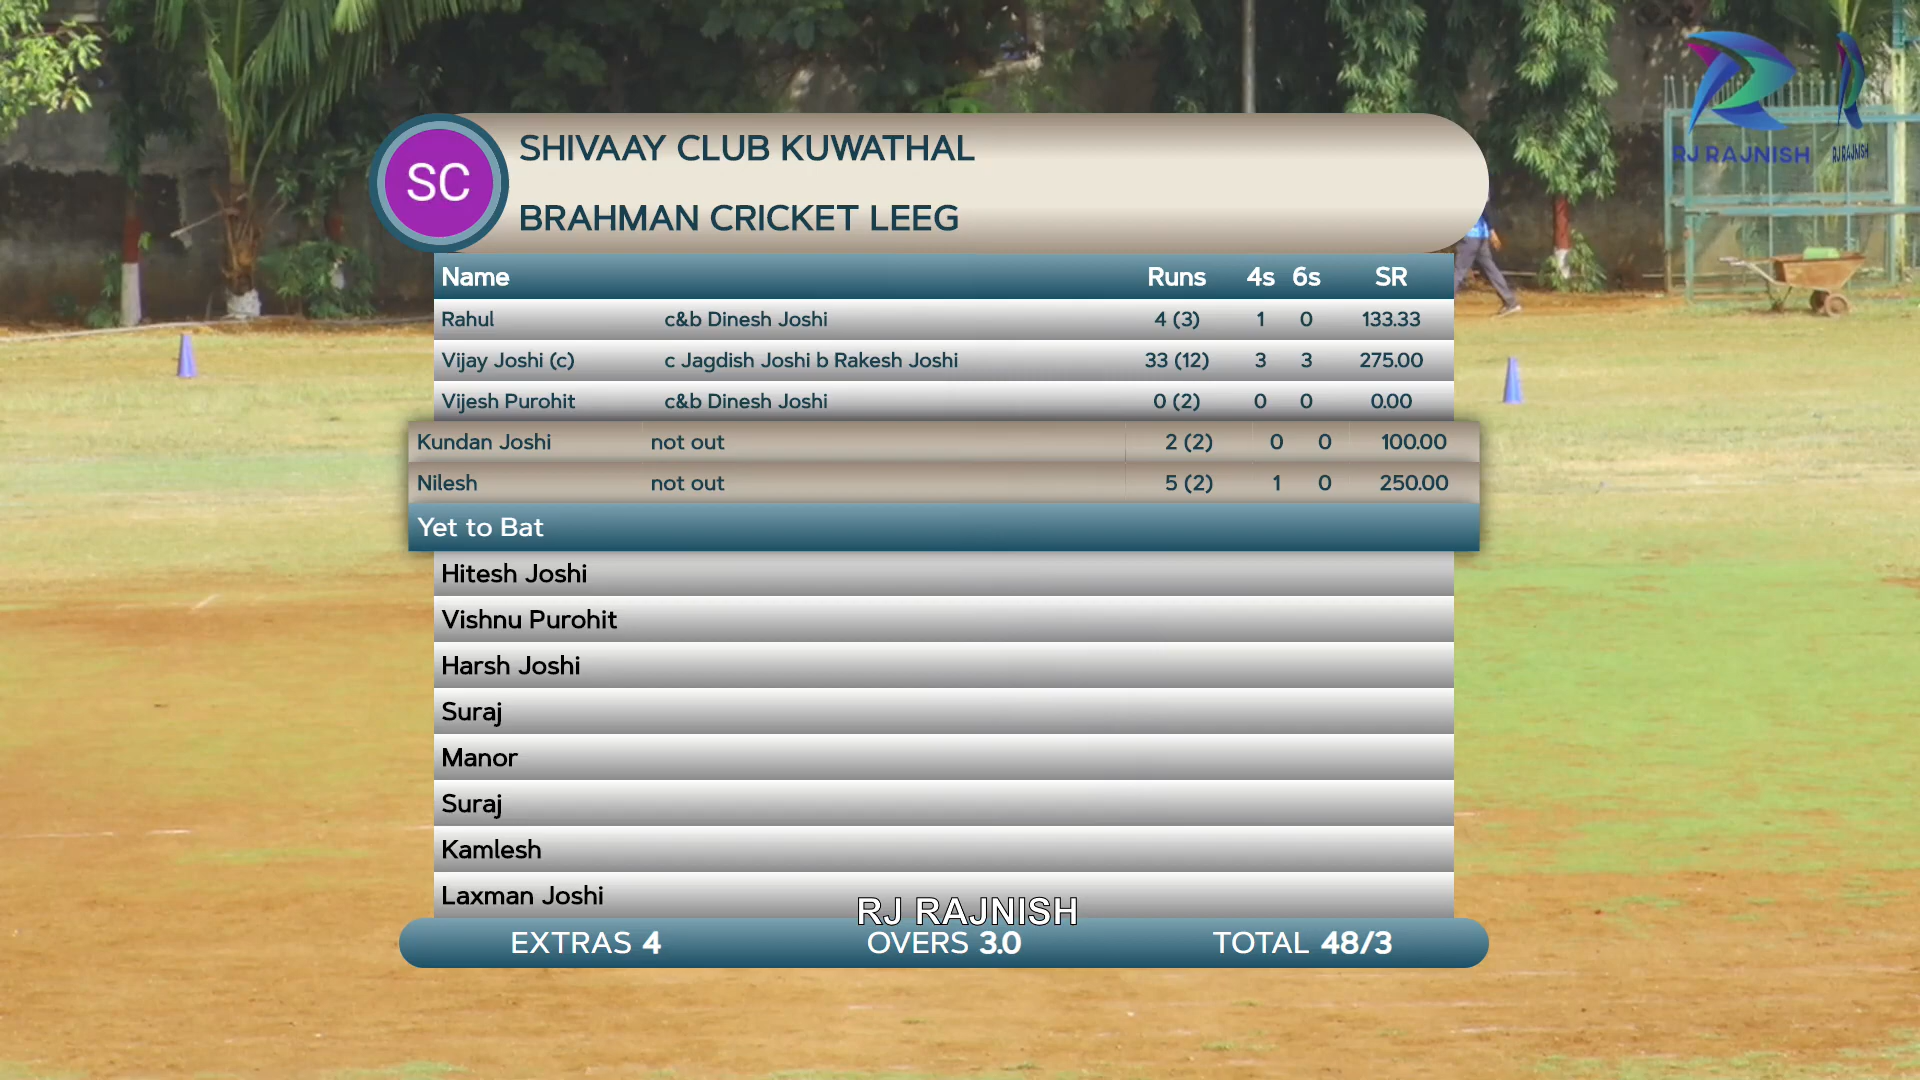 SC
SHIVAAY CLUB KUWATHAL
BRAHMAN CRICKET LEEG
RJ RAJNISH RJ RAJNISH
Name Runs 4s 6s SR
Rahul c&b Dinesh Joshi 4 (3) 1 0 133.33
Vijay Joshi (c) c Jagdish Joshi b Rakesh Joshi 33 (12) 3 3 275.00
Vijesh Purohit c&b Dinesh Joshi 0 (2) 0 0 0.00
Kundan Joshi not out 2 (2) 0 0 100.00
Nilesh not out 5 (2) 1 0 250.00
Yet to Bat
Hitesh Joshi
Vishnu Purohit
Harsh Joshi
Suraj
Manor
Suraj
Kamlesh
Laxman Joshi
RJ RAJNISH
EXTRAS 4 OVERS 3.0 TOTAL 48/3